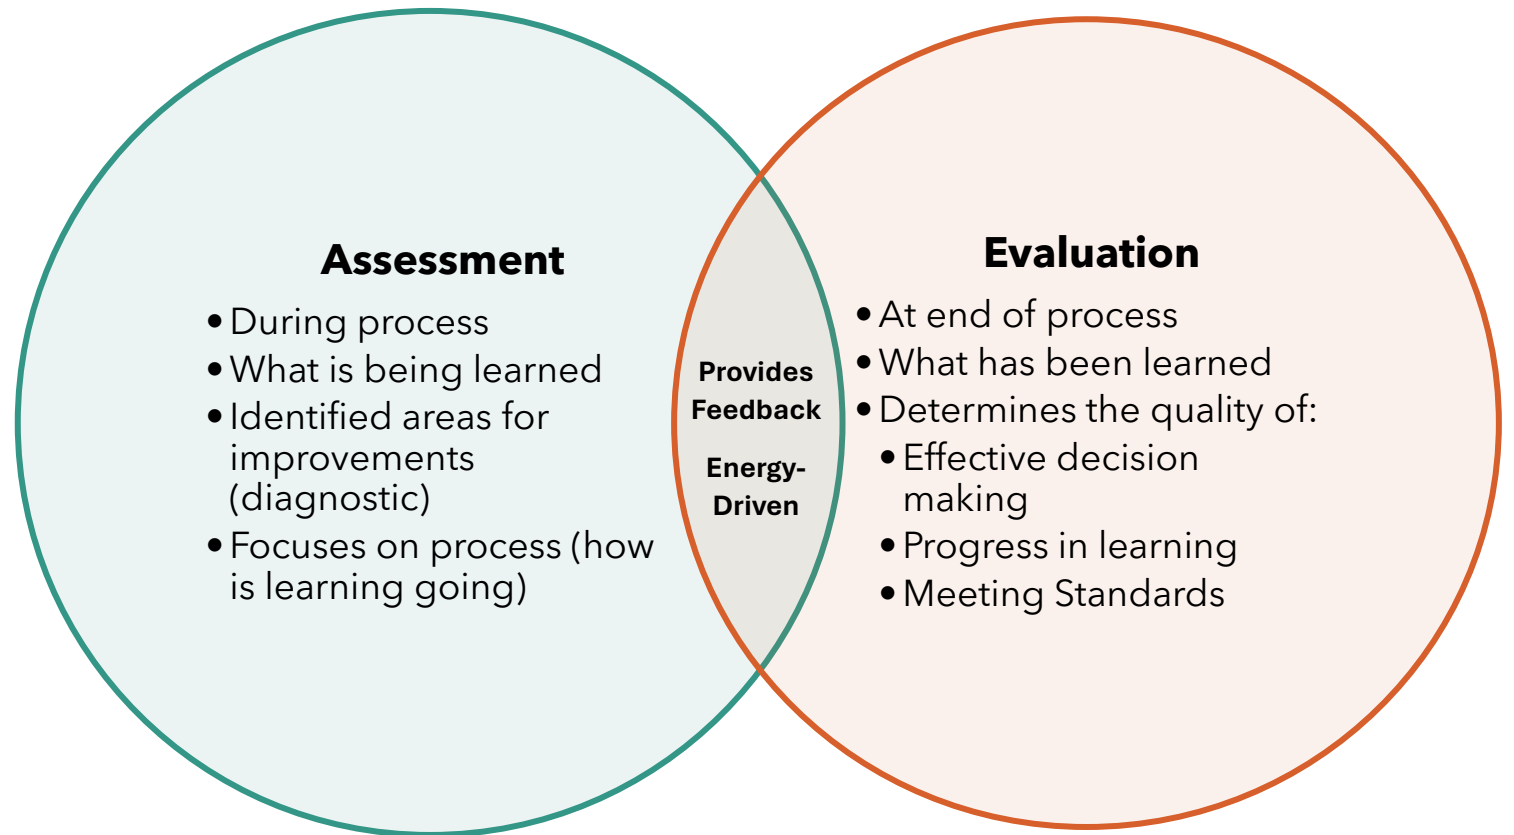 Assessment
• During process
• What is being learned
• Identified areas for
improvements
(diagnostic)
• Focuses on process (how
is learning going)
Provides
Feedback
Energy-
Driven
Evaluation
• At end of process
• What has been learned
• Determines the quality of:
• Effective decision
making
• Progress in learning
• Meeting Standards